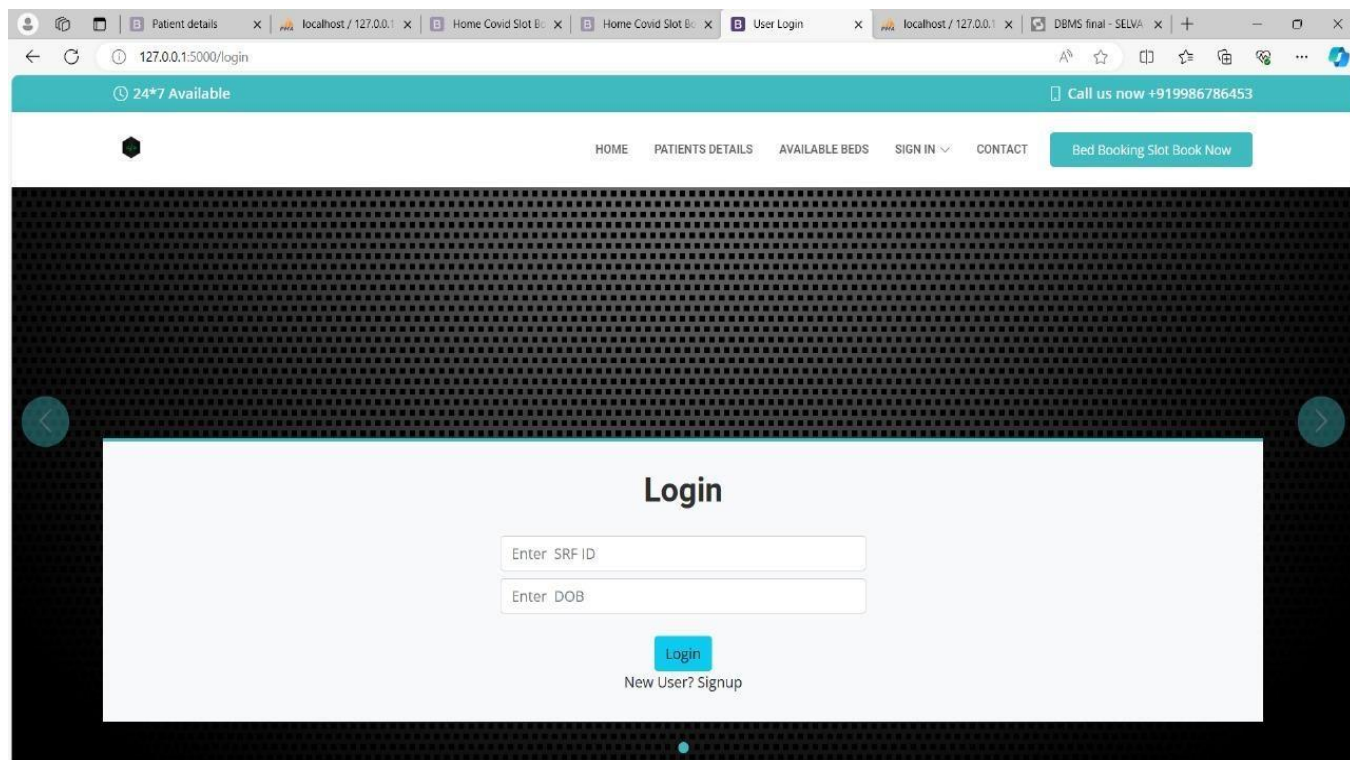 Patient details
localhost / 127.0.0.1
Home Covid Slot Bo
Home Covid Slot Bo
User Login
localhost / 127.0.0.1
DBMS final - SELVA
127.0.0.1:5000/login
24*7 Available
Call us now +919986786453
HOME PATIENTS DETAILS AVAILABLE BEDS SIGN IN CONTACT Bed Booking Slot Book Now
Login
Enter SRF ID
Enter DOB
Login
New User? Signup